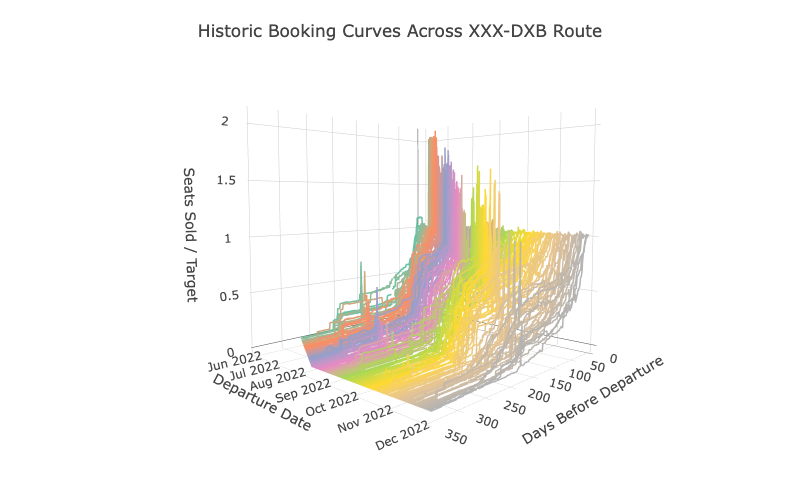 Historic Booking Curves Across XXX-DXB Route
2
1.5
1
0.5
0
Seats Sold / Target
Jun 2022
Jul 2022
Aug 2022
Sep 2022
Oct 2022
Nov 2022
Dec 2022
Departure Date
350
300
250
200
150
100
50
0
Days Before Departure